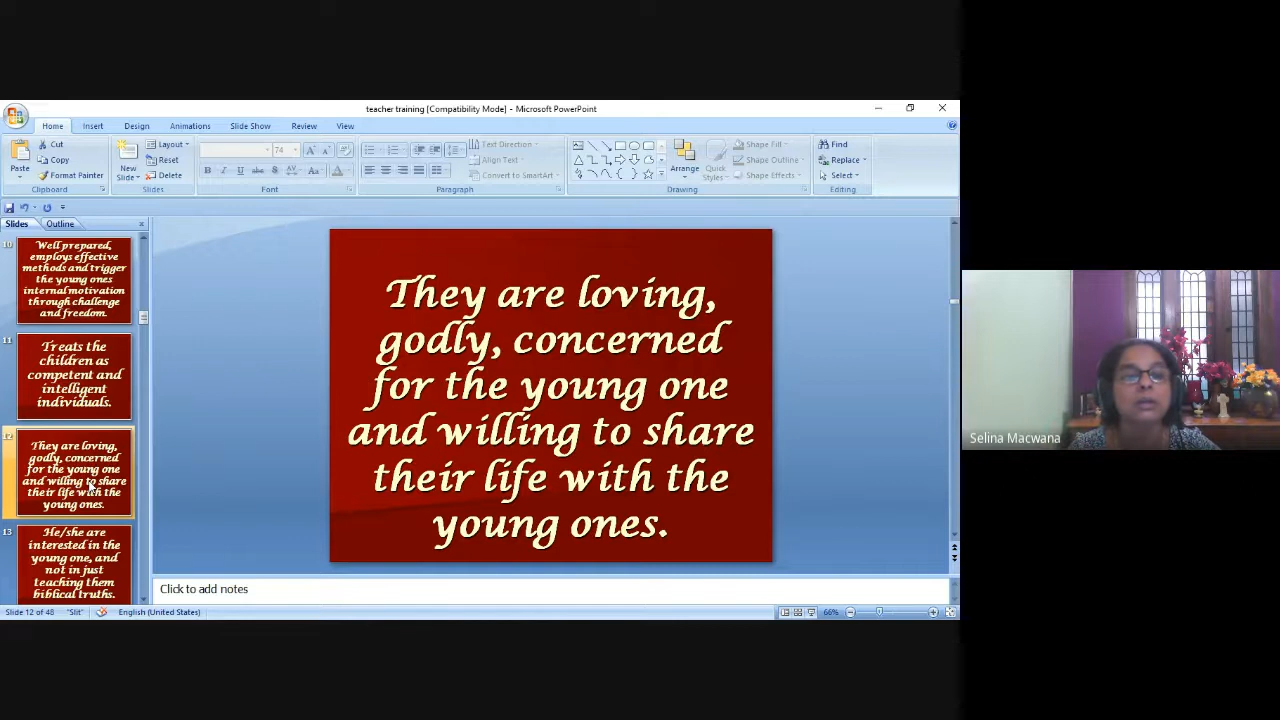 teacher training [Compatibility Mode] - Microsoft PowerPoint
Home Insert Design Animations Slide Show Review View
Cut
Copy
Format Painter
Paste
Clipboard
New
Slide
Layout
Reset
Delete
Slides
74
B I U abc S AV Aa A
Font
Text Direction
Align Text
Convert to SmartArt
Paragraph
Arrange
Quick
Styles
Shape Fill
Shape Outline
Shape Effects
Drawing
Find
Replace
Select
Editing
Slides Outline
10
Well prepared,
employs effective
methods and trigger
the young ones
internal motivation
through challenge
and freedom.
11
Treats the
children as
competent and
intelligent
individuals.
12
They are loving,
godly, concerned
for the young one
and willing to share
their life with the
young ones.
13
He/she are
interested in the
young one, and
not in just
teaching them
biblical truths.
They are loving,
godly, concerned
for the young one
and willing to share
their life with the
young ones.
Click to add notes
Slide 12 of 48 "Slit" English (United States) 66%
Selina Macwana